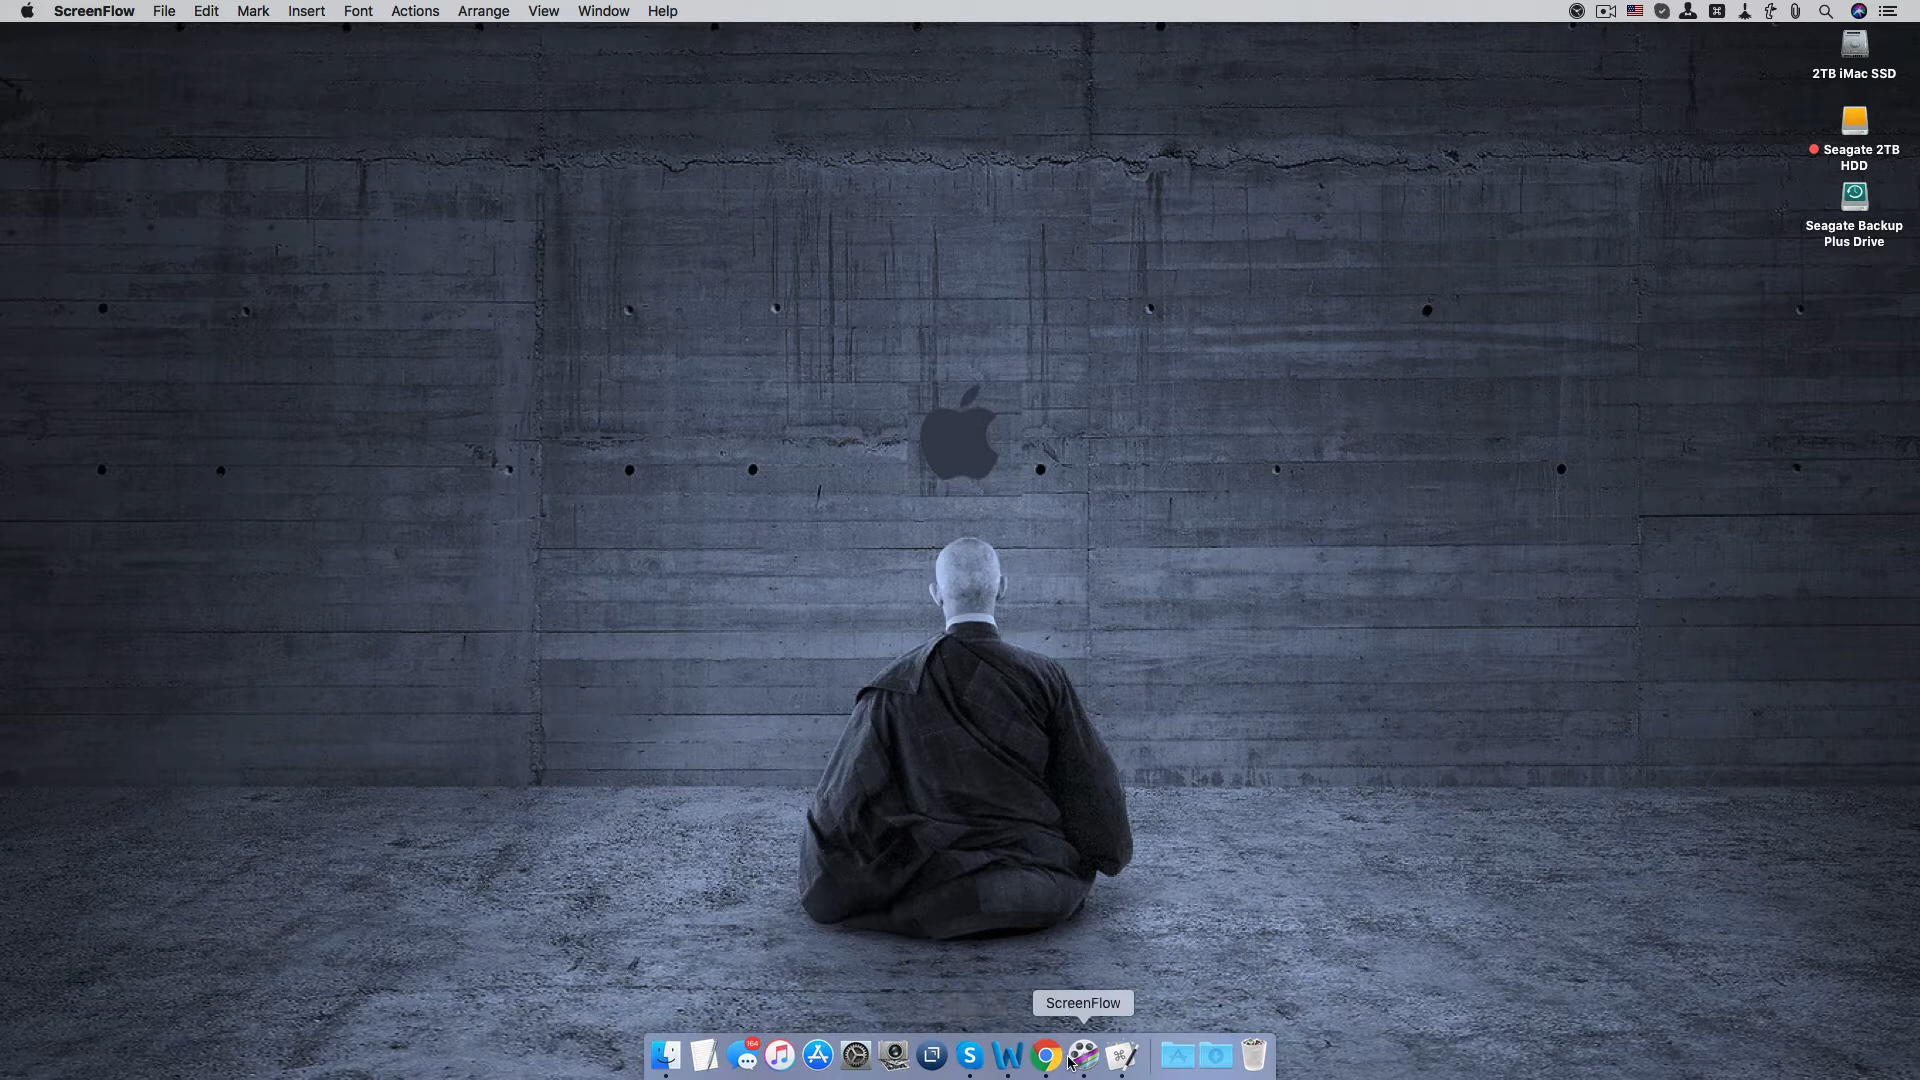 ScreenFlow File Edit Mark Insert Font Actions Arrange View Window Help
2TB iMac SSD
Seagate 2TB
HDD
Seagate Backup
Plus Drive
ScreenFlow
164